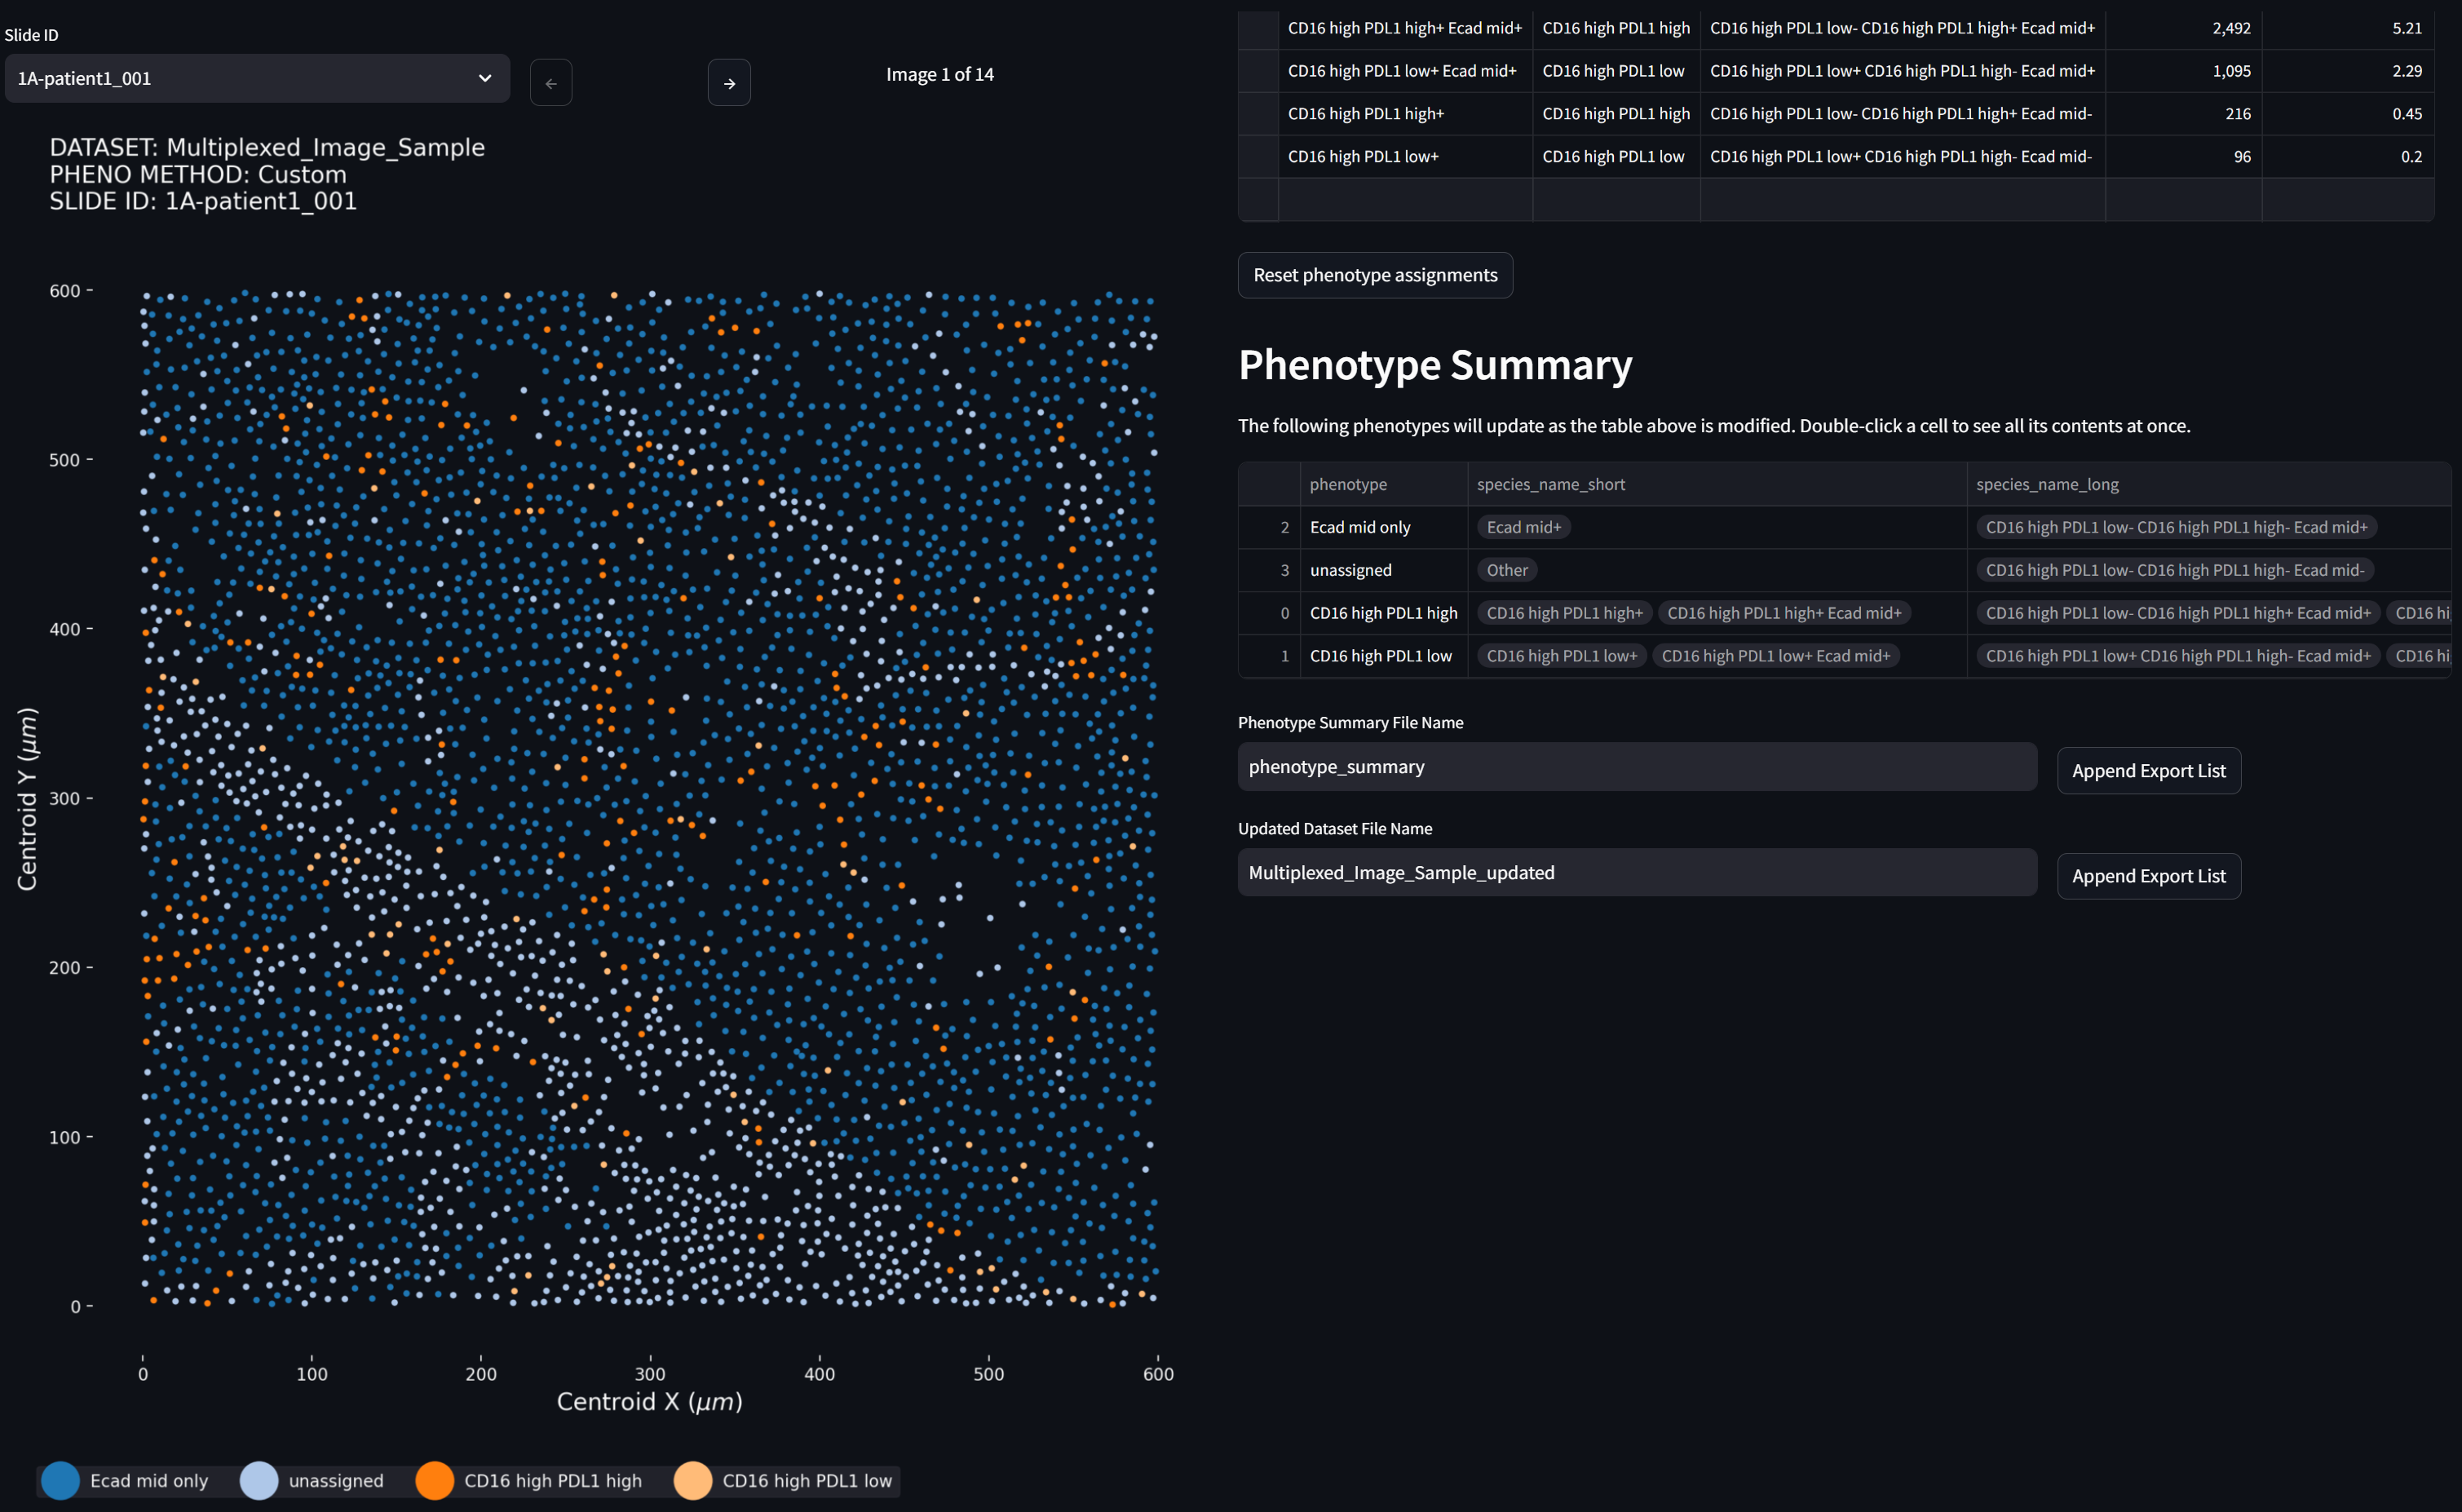 Slide ID
1A-patient1_001
←
→
Image 1 of 14
DATASET: Multiplexed_Image_Sample
PHENO METHOD: Custom
SLIDE ID: 1A-patient1_001
600
500
400
300
200
100
0
Centroid Y (μm)
0 100 200 300 400 500 600
Centroid X (μm)
Ecad mid only unassigned CD16 high PDL1 high CD16 high PDL1 low
CD16 high PDL1 high+ Ecad mid+ CD16 high PDL1 high CD16 high PDL1 low- CD16 high PDL1 high+ Ecad mid+ 2,492 5.21
CD16 high PDL1 low+ Ecad mid+ CD16 high PDL1 low CD16 high PDL1 low+ CD16 high PDL1 high- Ecad mid+ 1,095 2.29
CD16 high PDL1 high+ CD16 high PDL1 high CD16 high PDL1 low- CD16 high PDL1 high+ Ecad mid- 216 0.45
CD16 high PDL1 low+ CD16 high PDL1 low CD16 high PDL1 low+ CD16 high PDL1 high- Ecad mid- 96 0.2
Reset phenotype assignments
Phenotype Summary
The following phenotypes will update as the table above is modified. Double-click a cell to see all its contents at once.
phenotype species_name_short species_name_long
2 Ecad mid only Ecad mid+ CD16 high PDL1 low- CD16 high PDL1 high- Ecad mid+
3 unassigned Other CD16 high PDL1 low- CD16 high PDL1 high- Ecad mid-
0 CD16 high PDL1 high CD16 high PDL1 high+ CD16 high PDL1 high+ Ecad mid+ CD16 high PDL1 low- CD16 high PDL1 high+ Ecad mid+ CD16 hi
1 CD16 high PDL1 low CD16 high PDL1 low+ CD16 high PDL1 low+ Ecad mid+ CD16 high PDL1 low+ CD16 high PDL1 high- Ecad mid+ CD16 hi
Phenotype Summary File Name
phenotype_summary Append Export List
Updated Dataset File Name
Multiplexed_Image_Sample_updated Append Export List